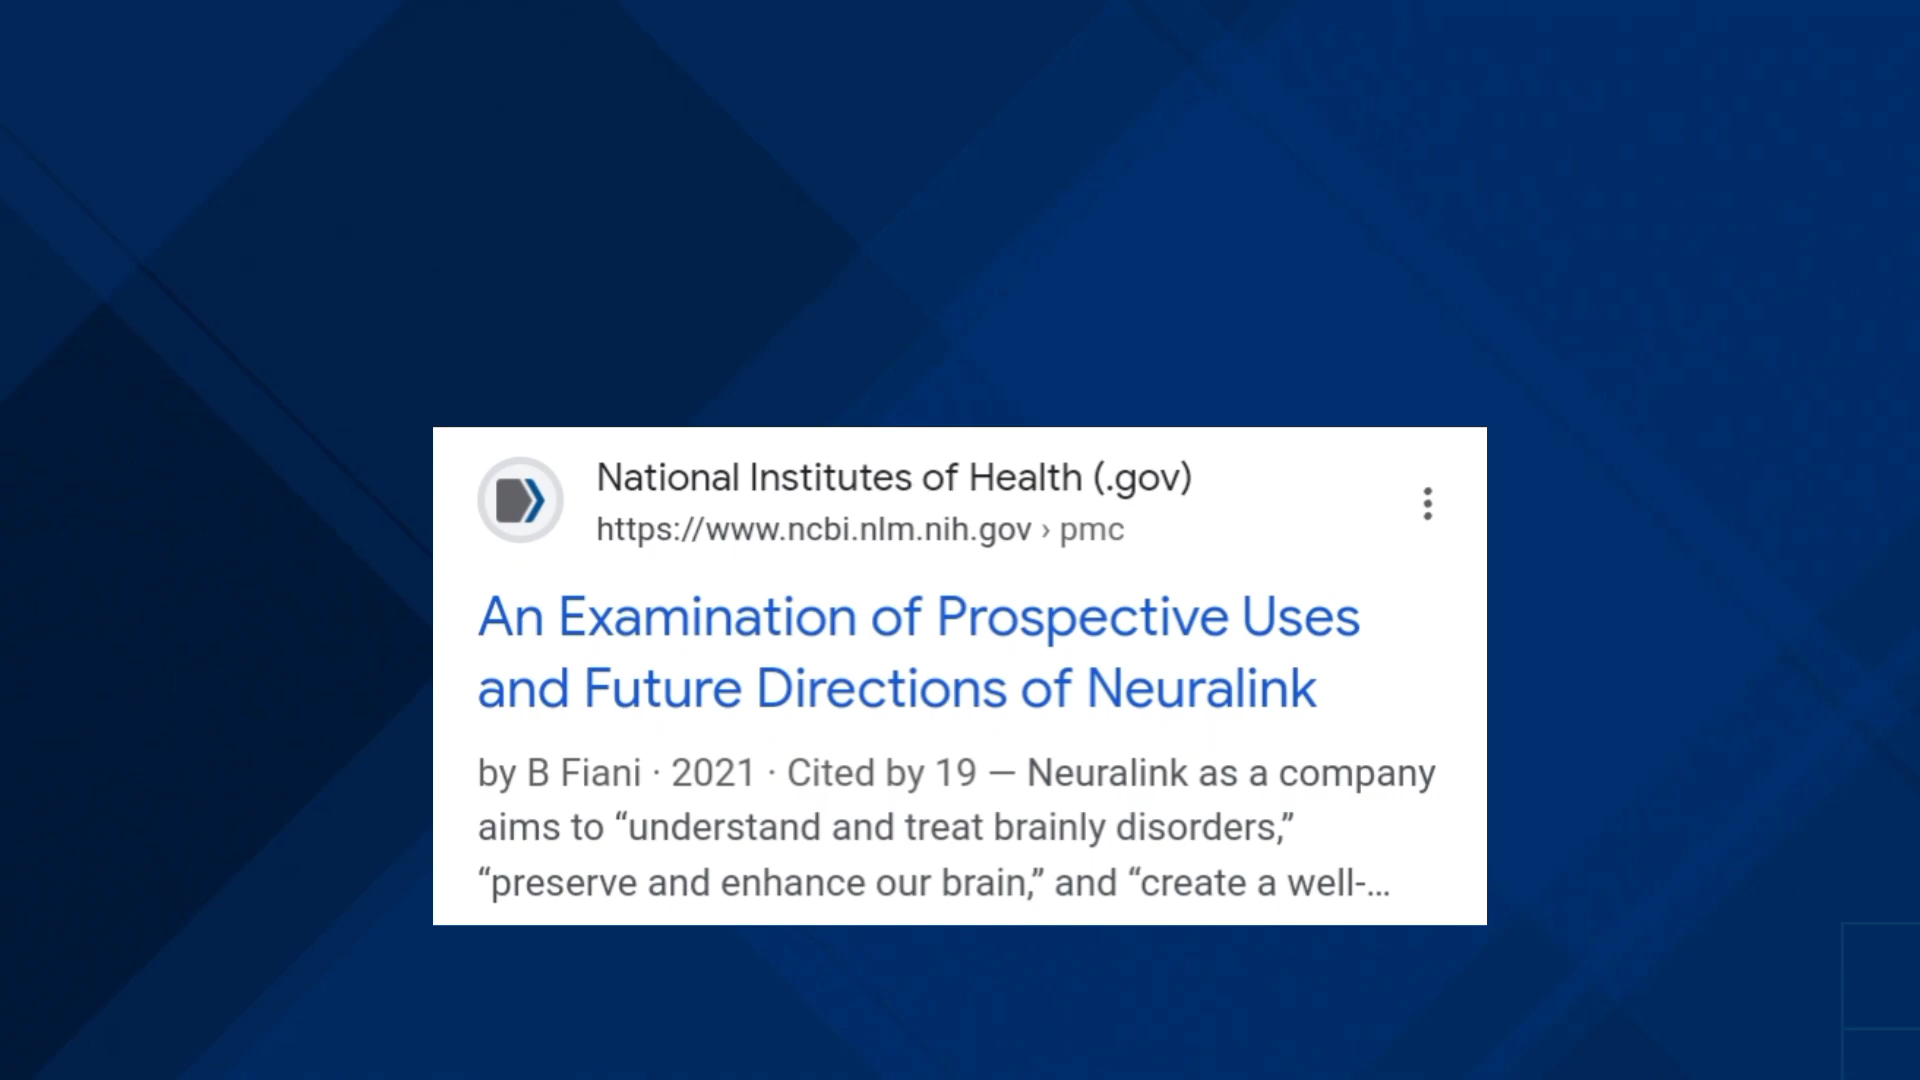 National Institutes of Health (.gov)
https://www.ncbi.nlm.nih.gov › pmc
An Examination of Prospective Uses
and Future Directions of Neuralink
by B Fiani · 2021 · Cited by 19 — Neuralink as a company
aims to “understand and treat brainly disorders,”
“preserve and enhance our brain,” and “create a well-...